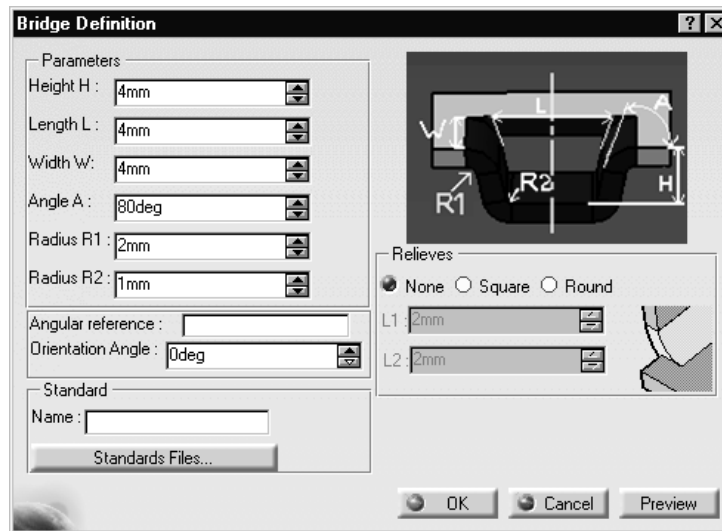 Bridge Definition
Parameters
Height H : 4mm
Length L : 4mm
Width W: 4mm
Angle A : 80deg
Radius R1 : 2mm
Radius R2 : 1mm
Angular reference :
Orientation Angle : 0deg
Standard
Name :
Standards Files...
L
A
W
H
R1
R2
Relieves
None Square Round
L1 : 2mm
L2 : 2mm
OK Cancel Preview